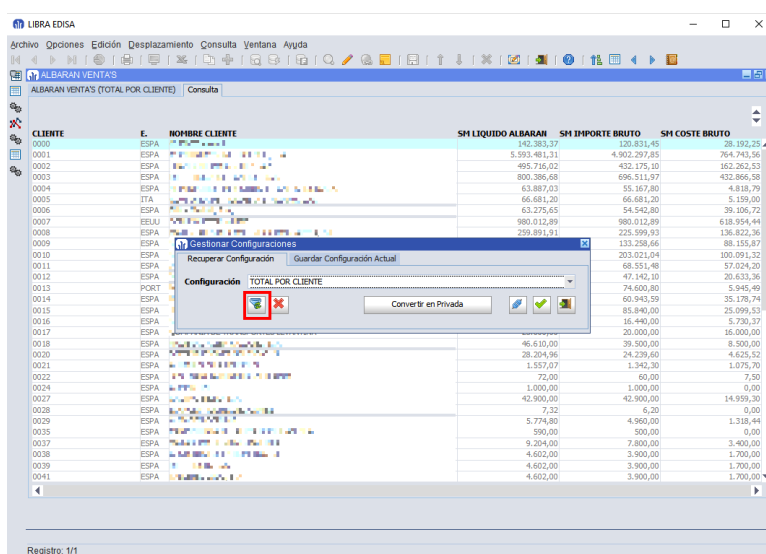 LIBRA EDISA
Archivo Opciones Edición Desplazamiento Consulta Ventana Ayuda
ALBARAN VENTA'S
ALBARAN VENTA'S (TOTAL POR CLIENTE) Consulta
CLIENTE E. NOMBRE CLIENTE SM LIQUIDO ALBARAN SM IMPORTE BRUTO SM COSTE BRUTO
0000 ESPA 142.383,37 120.831,45 28.192,25
0001 ESPA 5.593.481,31 4.902.297,85 764.743,56
0002 ESPA 495.716,02 432.175,10 162.262,53
0003 ESPA 800.386,68 696.511,97 432.866,58
0004 ESPA 63.887,03 55.167,80 4.818,79
0005 ITA 66.681,20 66.681,20 5.159,00
0006 ESPA 63.275,65 54.542,80 39.106,72
0007 EEUU 980.012,89 980.012,89 618.954,44
0008 ESPA 259.891,91 225.599,93 136.822,36
0009 ESPA 133.258,66 88.155,87
0010 ESPA 203.021,04 100.091,32
0011 ESPA 68.551,48 57.024,20
0012 ESPA 47.142,10 20.633,36
0013 PORT 74.600,80 5.945,49
0014 ESPA 60.943,59 35.178,74
0015 ESPA 85.840,00 25.099,53
0016 ESPA 16.440,00 5.730,37
0017 ESPA 20.000,00 16.000,00
0018 ESPA 46.610,00 39.500,00 8.500,00
0020 ESPA 28.204,96 24.239,60 4.625,52
0021 ESPA 1.557,07 1.342,30 1.075,70
0022 ESPA 72,00 60,00 7,50
0024 ESPA 1.000,00 1.000,00 0,00
0027 ESPA 42.900,00 42.900,00 14.959,30
0028 ESPA 7,32 6,20 0,00
0029 ESPA 5.774,80 4.960,00 1.318,44
0035 ESPA 590,00 500,00 0,00
0037 ESPA 9.204,00 7.800,00 3.400,00
0038 ESPA 4.602,00 3.900,00 1.700,00
0039 ESPA 4.602,00 3.900,00 1.700,00
0041 ESPA 4.602,00 3.900,00 1.700,00
Gestionar Configuraciones
Recuperar Configuración Guardar Configuración Actual
Configuración TOTAL POR CLIENTE
Convertir en Privada
Registro: 1/1